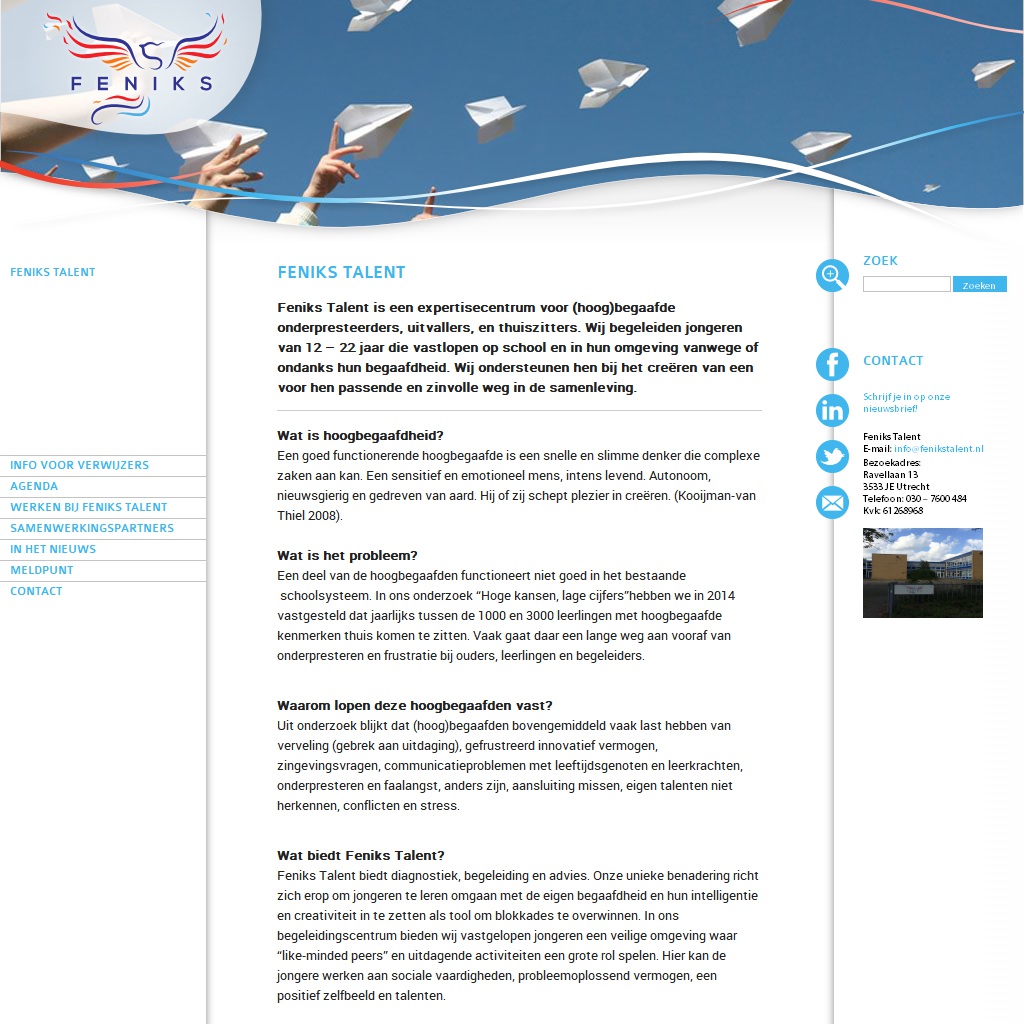 FENIKS
FENIKS TALENT
INFO VOOR VERWIJZERS
AGENDA
WERKEN BIJ FENIKS TALENT
SAMENWERKINGSPARTNERS
IN HET NIEUWS
MELDPUNT
CONTACT
FENIKS TALENT
Feniks Talent is een expertisecentrum voor (hoog)begaafde
onderpresteerders, uitvallers, en thuiszitters. Wij begeleiden jongeren
van 12 – 22 jaar die vastlopen op school en in hun omgeving vanwege of
ondanks hun begaafdheid. Wij ondersteunen hen bij het creëren van een
voor hen passende en zinvolle weg in de samenleving.
Wat is hoogbegaafdheid?
Een goed functionerende hoogbegaafde is een snelle en slimme denker die complexe
zaken aan kan. Een sensitief en emotioneel mens, intens levend. Autonoom,
nieuwsgierig en gedreven van aard. Hij of zij schept plezier in creëren. (Kooijman-van
Thiel 2008).
Wat is het probleem?
Een deel van de hoogbegaafden functioneert niet goed in het bestaande
schoolsysteem. In ons onderzoek “Hoge kansen, lage cijfers”hebben we in 2014
vastgesteld dat jaarlijks tussen de 1000 en 3000 leerlingen met hoogbegaafde
kenmerken thuis komen te zitten. Vaak gaat daar een lange weg aan vooraf van
onderpresteren en frustratie bij ouders, leerlingen en begeleiders.
Waarom lopen deze hoogbegaafden vast?
Uit onderzoek blijkt dat (hoog)begaafden bovengemiddeld vaak last hebben van
verveling (gebrek aan uitdaging), gefrustreerd innovatief vermogen,
zingevingsvragen, communicatieproblemen met leeftijdsgenoten en leerkrachten,
onderpresteren en faalangst, anders zijn, aansluiting missen, eigen talenten niet
herkennen, conflicten en stress.
Wat biedt Feniks Talent?
Feniks Talent biedt diagnostiek, begeleiding en advies. Onze unieke benadering richt
zich erop om jongeren te leren omgaan met de eigen begaafdheid en hun intelligentie
en creativiteit in te zetten als tool om blokkades te overwinnen. In ons
begeleidingscentrum bieden wij vastgelopen jongeren een veilige omgeving waar
“like-minded peers” en uitdagende activiteiten een grote rol spelen. Hier kan de
jongere werken aan sociale vaardigheden, probleemoplossend vermogen, een
positief zelfbeeld en talenten.
ZOEK
Zoeken
CONTACT
Schrijf je in op onze
nieuwsbrief!
Feniks Talent
E-mail: info@fenikstalent.nl
Bezoekadres:
Ravellaan 13
3533 JE Utrecht
Telefoon: 030 – 7600 484
Kvk: 61268968